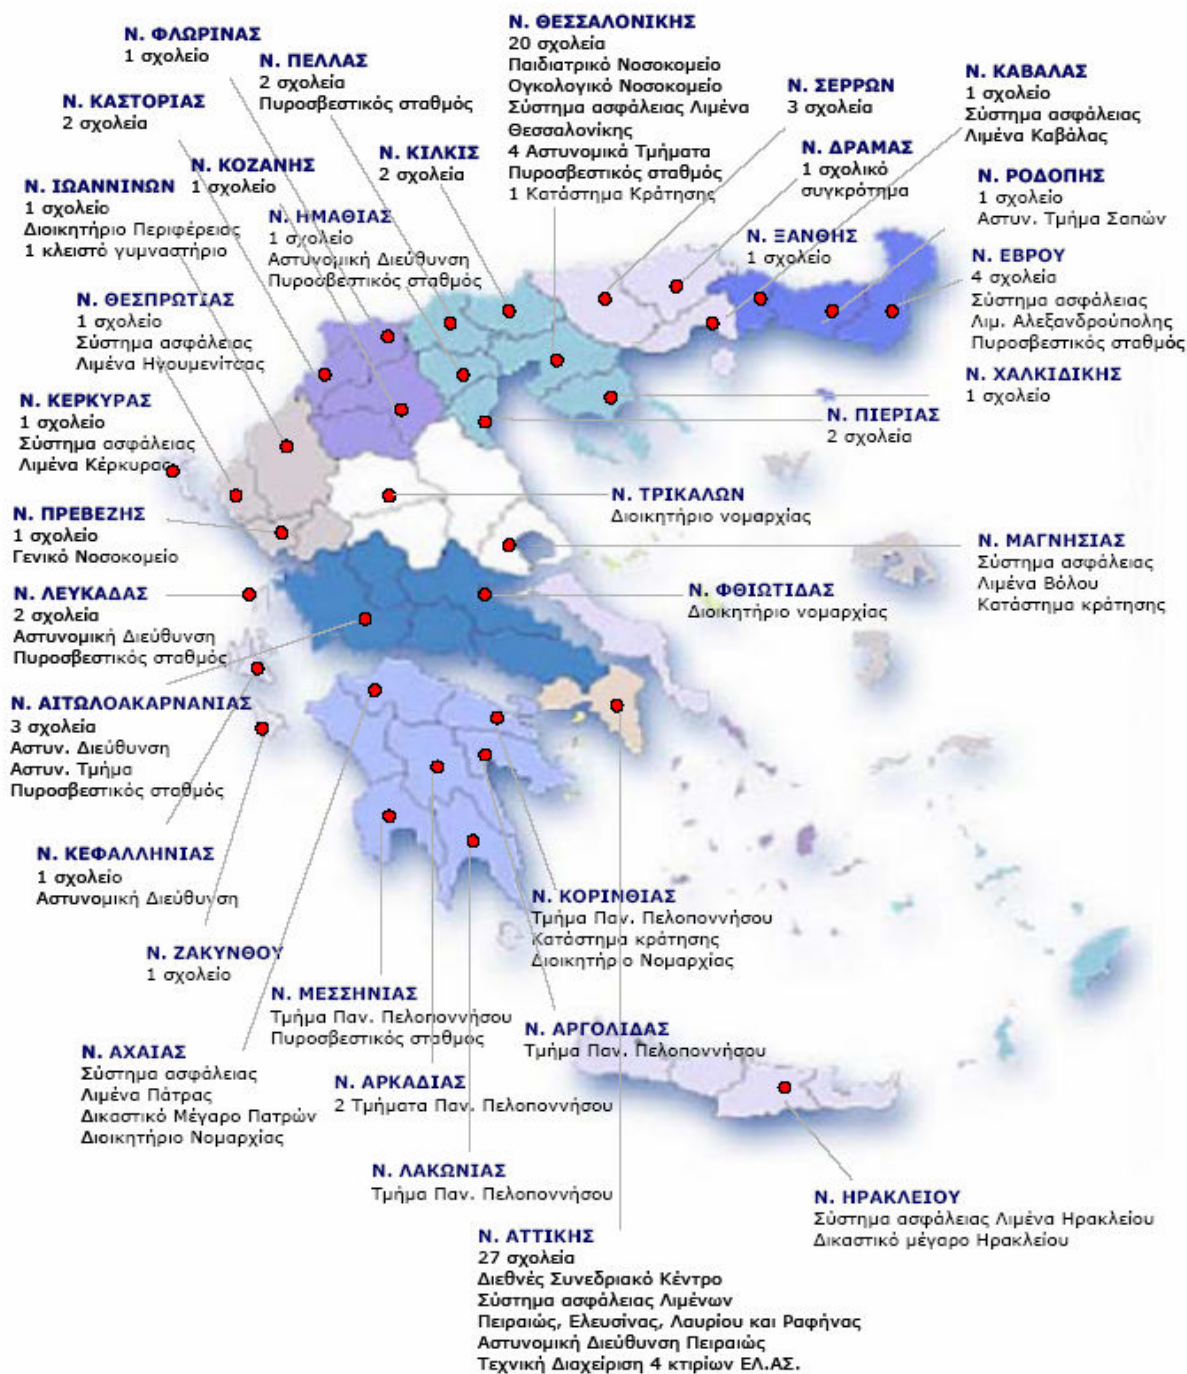 Ν. ΦΛΩΡΙΝΑΣ
1 σχολείο
Ν. ΠΕΛΛΑΣ
2 σχολεία
Πυροσβεστικός σταθμός
Ν. ΘΕΣΣΑΛΟΝΙΚΗΣ
20 σχολεία
Παιδιατρικό Νοσοκομείο
Ογκολογικό Νοσοκομείο
Σύστημα ασφάλειας Λιμένα
Θεσσαλονίκης
4 Αστυνομικά Τμήματα
Πυροσβεστικός σταθμός
1 Κατάστημα Κράτησης
Ν. ΣΕΡΡΩΝ
3 σχολεία
Ν. ΚΑΒΑΛΑΣ
1 σχολείο
Σύστημα ασφάλειας
Λιμένα Καβάλας
Ν. ΚΑΣΤΟΡΙΑΣ
2 σχολεία
Ν. ΚΟΖΑΝΗΣ
1 σχολείο
Ν. ΚΙΛΚΙΣ
2 σχολεία
Ν. ΔΡΑΜΑΣ
1 σχολικό
συγκρότημα
Ν. ΡΟΔΟΠΗΣ
1 σχολείο
Αστυν. Τμήμα Σαπών
Ν. ΙΩΑΝΝΙΝΩΝ
1 σχολείο
Διοικητήριο Περιφέρειας
1 κλειστό γυμναστήριο
Ν. ΗΜΑΘΙΑΣ
1 σχολείο
Αστυνομική Διεύθυνση
Πυροσβεστικός σταθμός
Ν. ΞΑΝΘΗΣ
1 σχολείο
Ν. ΕΒΡΟΥ
4 σχολεία
Σύστημα ασφάλειας
Λιμ. Αλεξανδρούπολης
Πυροσβεστικός σταθμός
Ν. ΘΕΣΠΡΩΤΙΑΣ
1 σχολείο
Σύστημα ασφάλειας
Λιμένα Ηγουμενίτσας
Ν. ΧΑΛΚΙΔΙΚΗΣ
1 σχολείο
Ν. ΚΕΡΚΥΡΑΣ
1 σχολείο
Σύστημα ασφάλειας
Λιμένα Κέρκυρας
Ν. ΠΙΕΡΙΑΣ
2 σχολεία
Ν. ΤΡΙΚΑΛΩΝ
Διοικητήριο νομαρχίας
Ν. ΠΡΕΒΕΖΗΣ
1 σχολείο
Γενικό Νοσοκομείο
Ν. ΜΑΓΝΗΣΙΑΣ
Σύστημα ασφάλειας
Λιμένα Βόλου
Κατάστημα κράτησης
Ν. ΛΕΥΚΑΔΑΣ
2 σχολεία
Αστυνομική Διεύθυνση
Πυροσβεστικός σταθμός
Ν. ΦΘΙΩΤΙΔΑΣ
Διοικητήριο νομαρχίας
Ν. ΑΙΤΩΛΟΑΚΑΡΝΑΝΙΑΣ
3 σχολεία
Αστυν. Διεύθυνση
Αστυν. Τμήμα
Πυροσβεστικός σταθμός
Ν. ΚΕΦΑΛΛΗΝΙΑΣ
1 σχολείο
Αστυνομική Διεύθυνση
Ν. ΚΟΡΙΝΘΙΑΣ
Τμήμα Παν. Πελοποννήσου
Κατάστημα κράτησης
Διοικητήριο Νομαρχίας
Ν. ΖΑΚΥΝΘΟΥ
1 σχολείο
Ν. ΜΕΣΣΗΝΙΑΣ
Τμήμα Παν. Πελοποννήσου
Πυροσβεστικός σταθμός
Ν. ΑΡΓΟΛΙΔΑΣ
Τμήμα Παν. Πελοποννήσου
Ν. ΑΧΑΙΑΣ
Σύστημα ασφάλειας
Λιμένα Πάτρας
Δικαστικό Μέγαρο Πατρών
Διοικητήριο Νομαρχίας
Ν. ΑΡΚΑΔΙΑΣ
2 Τμήματα Παν. Πελοποννήσου
Ν. ΛΑΚΩΝΙΑΣ
Τμήμα Παν. Πελοποννήσου
Ν. ΗΡΑΚΛΕΙΟΥ
Σύστημα ασφάλειας Λιμένα Ηρακλείου
Δικαστικό μέγαρο Ηρακλείου
Ν. ΑΤΤΙΚΗΣ
27 σχολεία
Διεθνές Συνεδριακό Κέντρο
Σύστημα ασφάλειας Λιμένων
Πειραιώς, Ελευσίνας, Λαυρίου και Ραφήνας
Αστυνομική Διεύθυνση Πειραιώς
Τεχνική Διαχείριση 4 κτιρίων ΕΛ.ΑΣ.